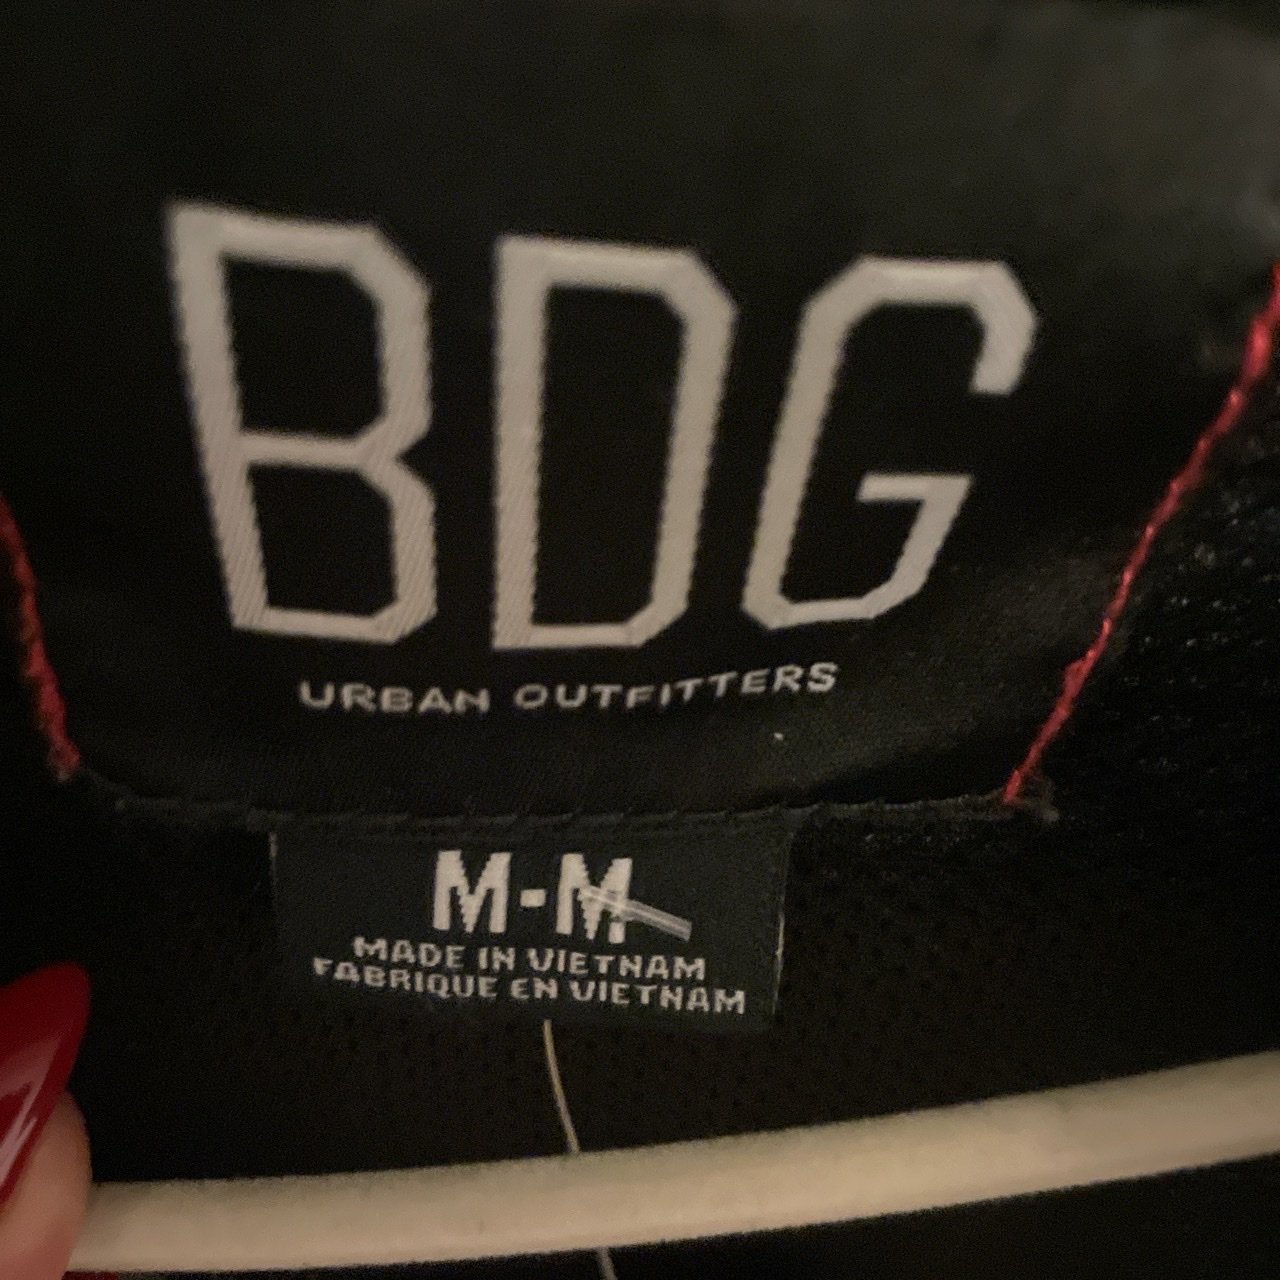 BDG
URBAN OUTFITTERS
M-M
MADE IN VIETNAM
FABRIQUE EN VIETNAM